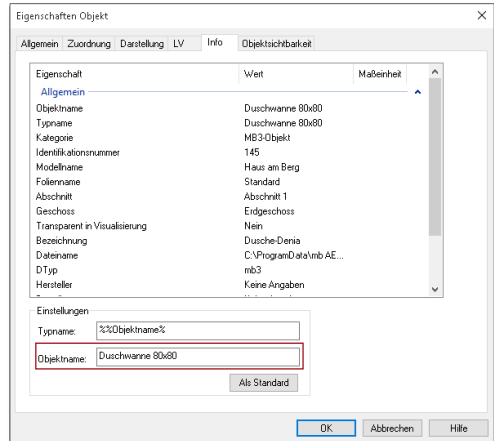 Eigenschaften Objekt
Allgemein Zuordnung Darstellung LV Info Objektsichtbarkeit
Eigenschaft Wert Maßeinheit
Allgemein
Objektname Duschwanne 80x80
Typname Duschwanne 80x80
Kategorie MB3-Objekt
Identifikationsnummer 145
Modellname Haus am Berg
Folienname Standard
Abschnitt Abschnitt 1
Geschoss Erdgeschoss
Transparent in Visualisierung Nein
Bezeichnung Dusche-Denia
Dateiname C:\ProgramData\mb AE...
DTyp mb3
Hersteller Keine Angaben
Einstellungen
Typname: %%Objektname%
Objektname: Duschwanne 80x80
Als Standard
OK Abbrechen Hilfe